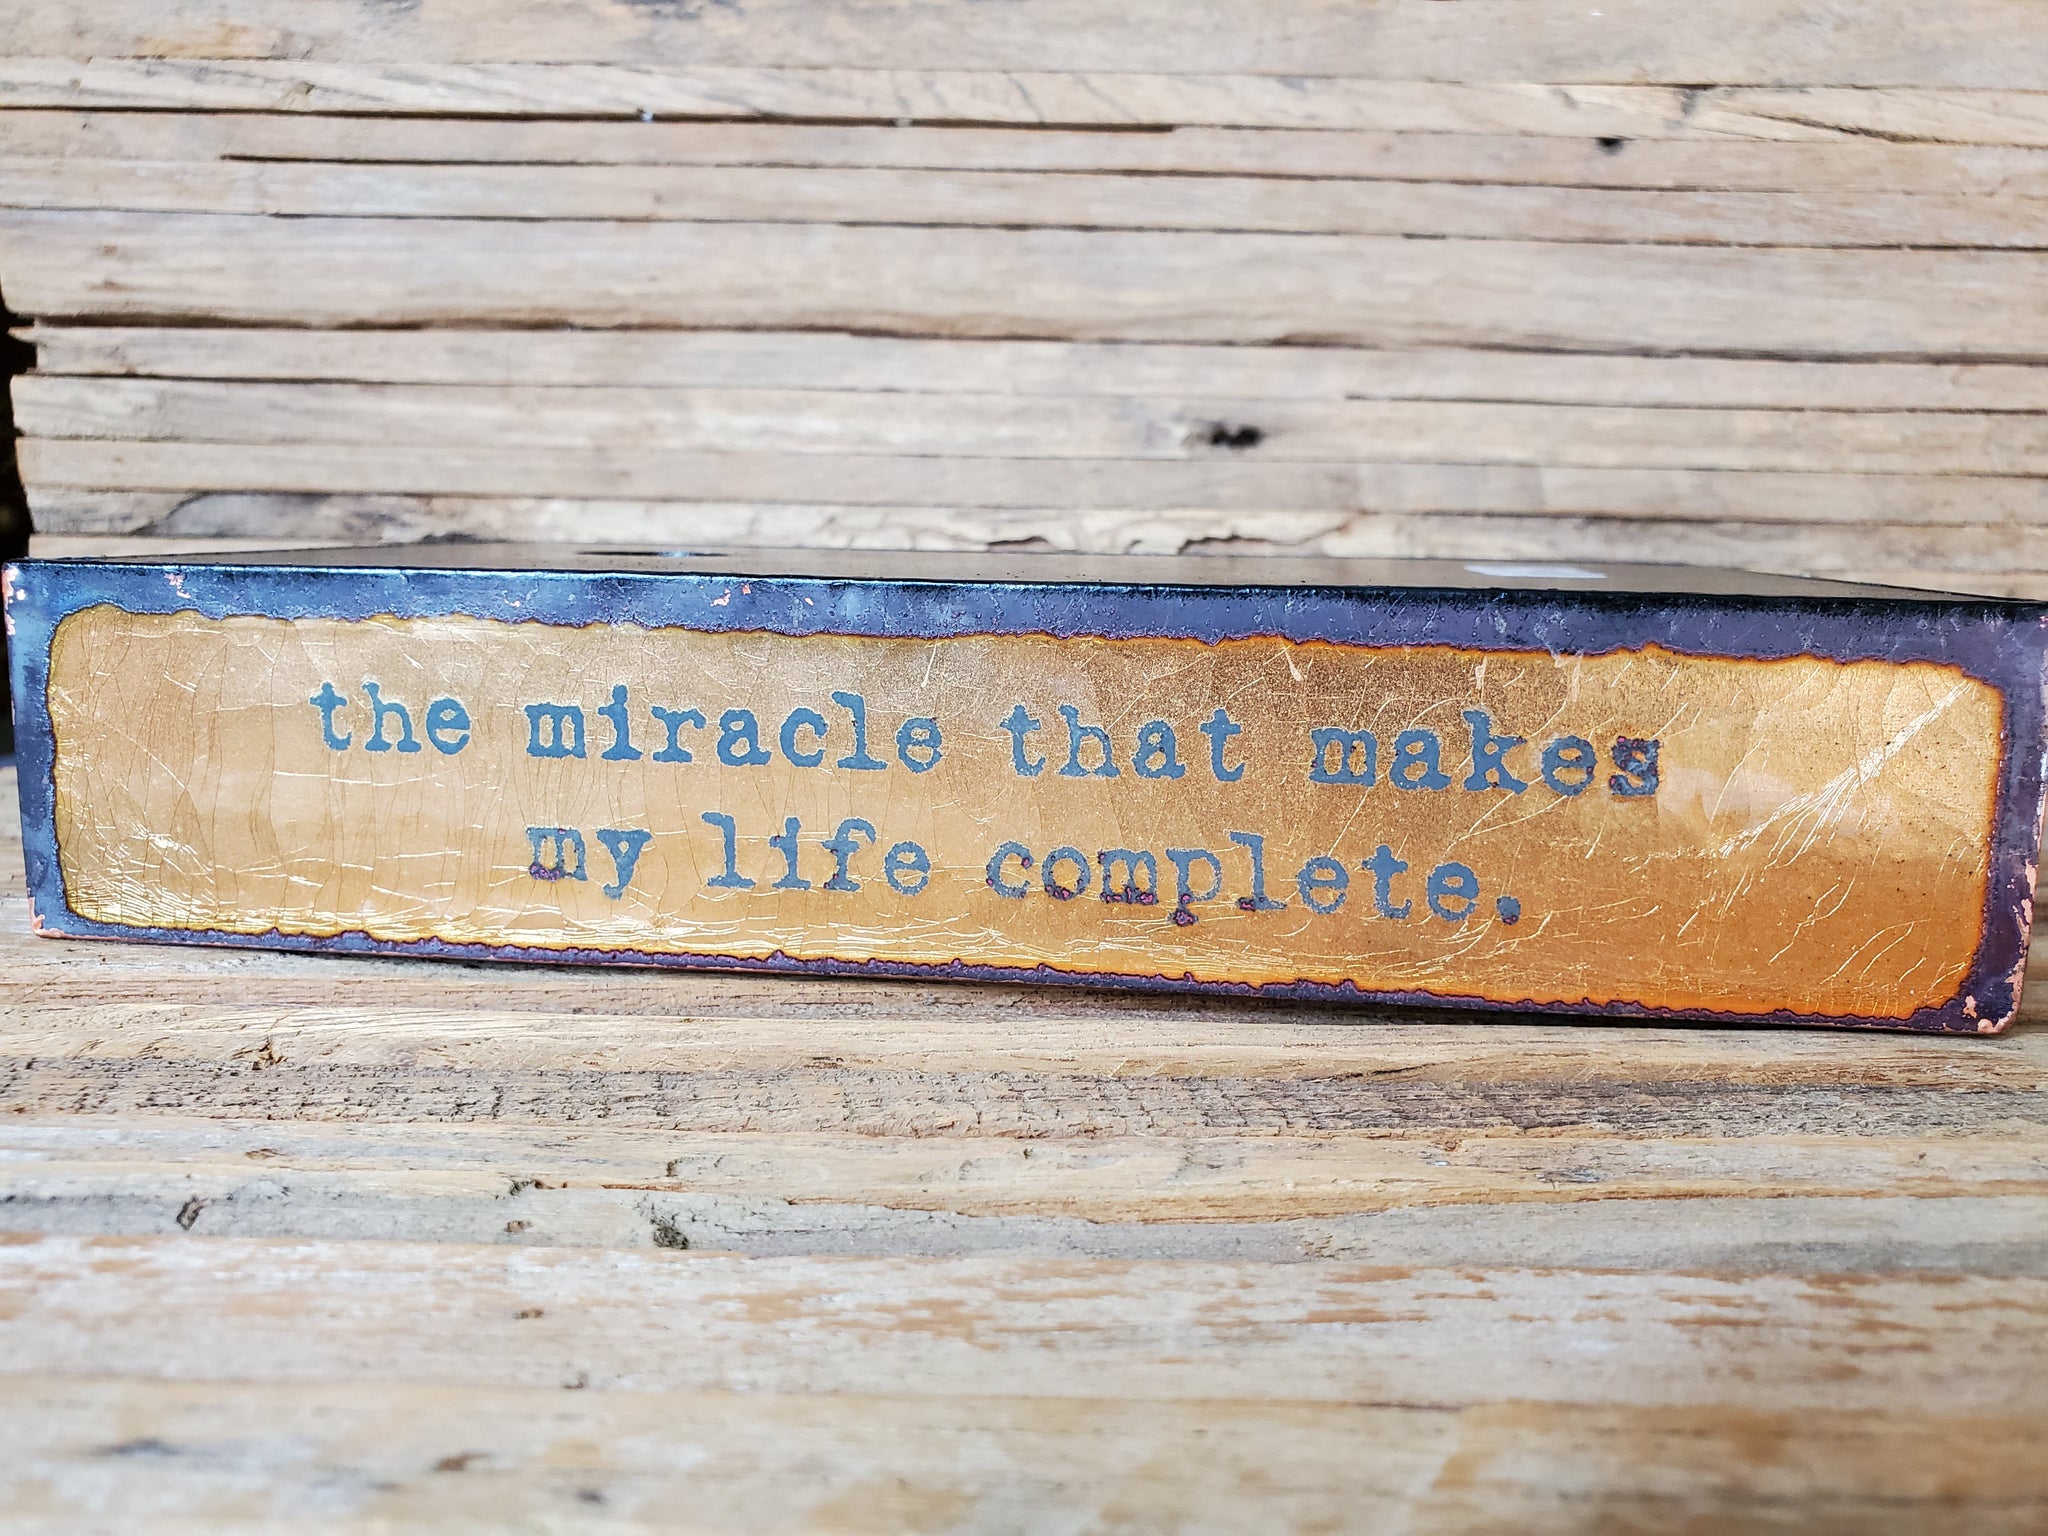 the miracle that makes
my life complete.